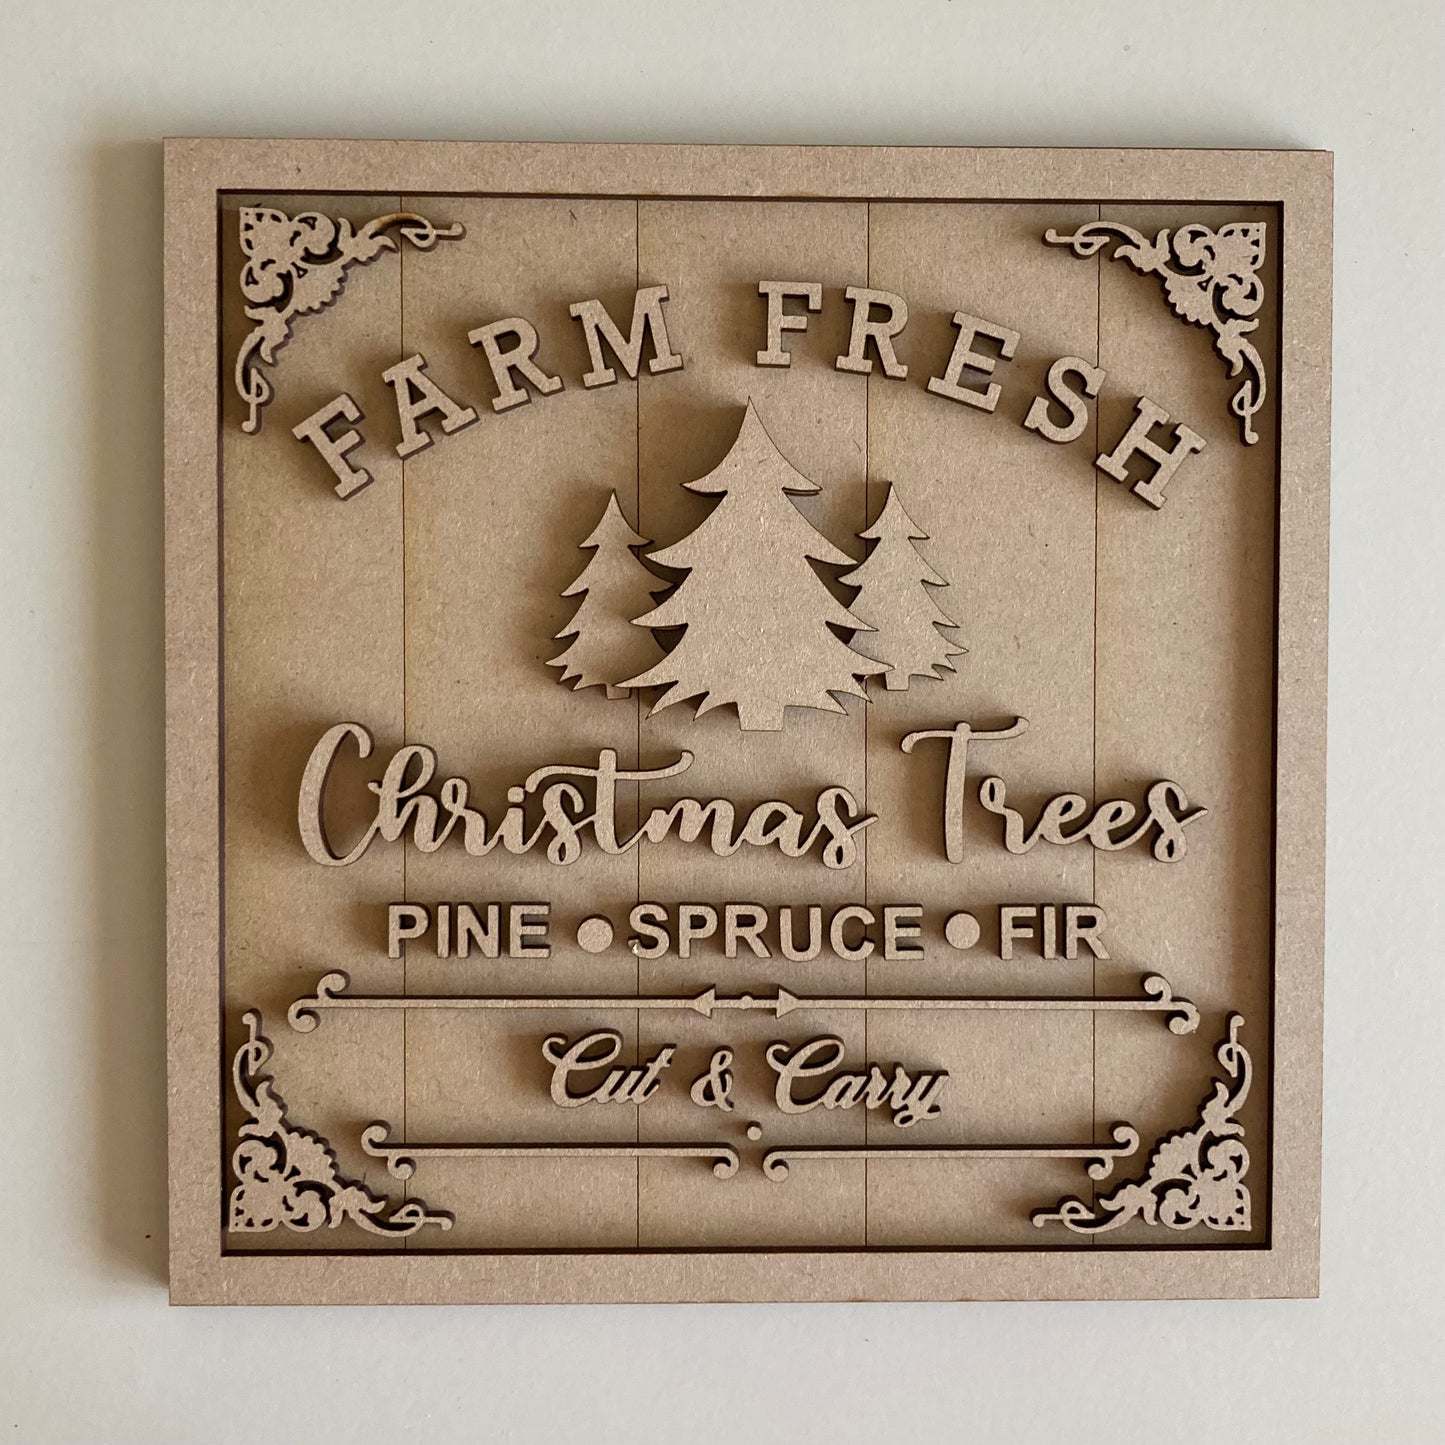 FARM FRESH
Christmas Trees
PINE • SPRUCE • FIR
Cut & Carry